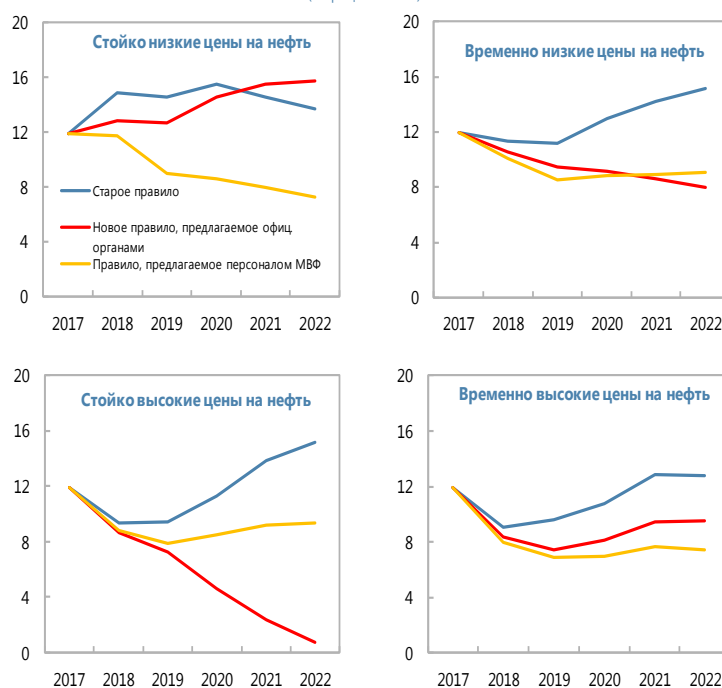 Стойко низкие цены на нефть
20
16
12
8
4
0
Старое правило
Новое правило, предлагаемое офиц.
органами
Правило, предлагаемое персоналом МВФ
2017 2018 2019 2020 2021 2022
Временно низкие цены на нефть
20
16
12
8
4
0
2017 2018 2019 2020 2021 2022
Стойко высокие цены на нефть
20
16
12
8
4
0
2017 2018 2019 2020 2021 2022
Временно высокие цены на нефть
20
16
12
8
4
0
2017 2018 2019 2020 2021 2022